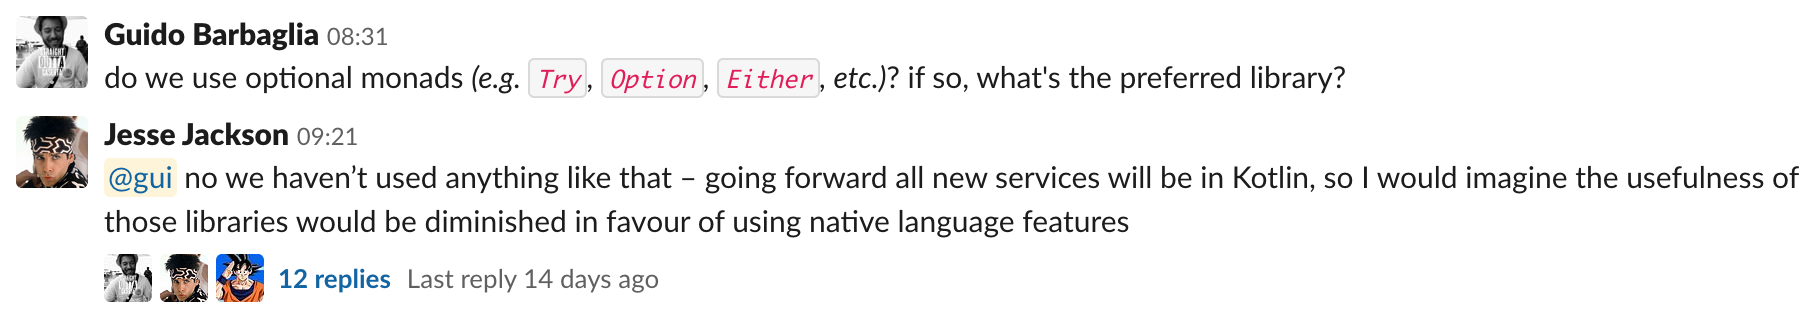 Guido Barbaglia 08:31
do we use optional monads (e.g. Try, Option, Either, etc.)? if so, what's the preferred library?
Jesse Jackson 09:21
@gui no we haven’t used anything like that – going forward all new services will be in Kotlin, so I would imagine the usefulness of
those libraries would be diminished in favour of using native language features
12 replies Last reply 14 days ago